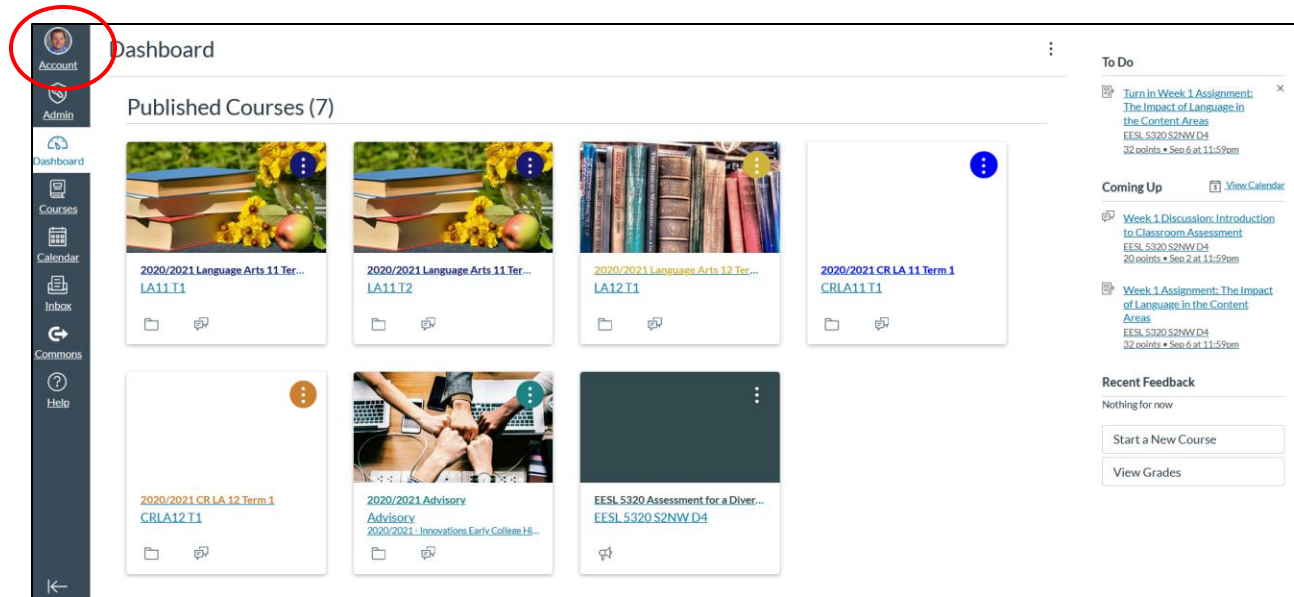 Account
Admin
Dashboard
Courses
Calendar
Inbox
Commons
Help
Dashboard
Published Courses (7)
2020/2021 Language Arts 11 Ter...
LA11 T1
2020/2021 Language Arts 11 Ter...
LA11 T2
2020/2021 Language Arts 12 Ter...
LA12 T1
2020/2021 CR LA 11 Term 1
CRLA11 T1
2020/2021 CR LA 12 Term 1
CRLA12 T1
2020/2021 Advisory
Advisory
2020/2021 - Innovations Early College Hi...
EESL 5320 Assessment for a Diver...
EESL 5320 S2NW D4
To Do
Turn in Week 1 Assignment:
The Impact of Language in
the Content Areas
EESL 5320 S2NW D4
32 points • Sep 6 at 11:59pm
Coming Up
View Calendar
Week 1 Discussion: Introduction
to Classroom Assessment
EESL 5320 S2NW D4
20 points • Sep 2 at 11:59pm
Week 1 Assignment: The Impact
of Language in the Content
Areas
EESL 5320 S2NW D4
32 points • Sep 6 at 11:59pm
Recent Feedback
Nothing for now
Start a New Course
View Grades